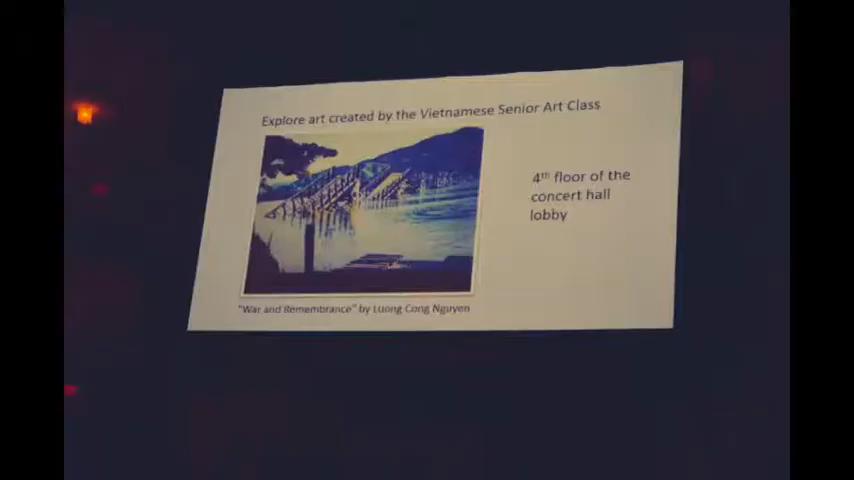 Explore art created by the Vietnamese Senior Art Class
4th floor of the
concert hall
lobby
"War and Remembrance" by Luong Cong Nguyen